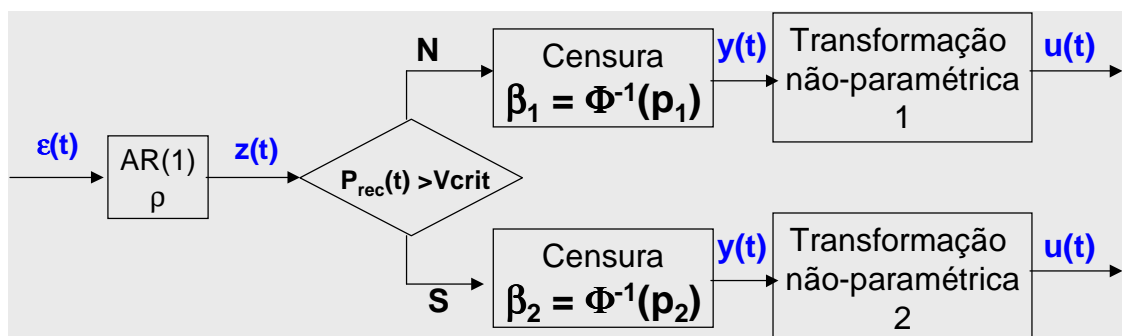 N
Censura
β₁ = Φ⁻¹(p₁)
y(t)
Transformação
não-paramétrica
1
u(t)
ε(t)
AR(1)
ρ
z(t)
Pᵣₑc(t) >Vcrit
S
Censura
β₂ = Φ⁻¹(p₂)
y(t)
Transformação
não-paramétrica
2
u(t)